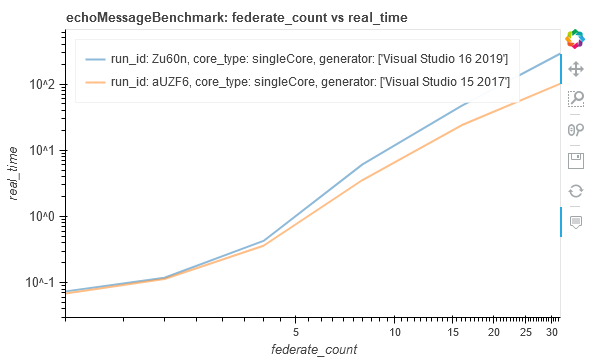 echoMessageBenchmark: federate_count vs real_time
run_id: Zu60n, core_type: singleCore, generator: ['Visual Studio 16 2019']
run_id: aUZF6, core_type: singleCore, generator: ['Visual Studio 15 2017']
real_time
10^2
10^1
10^0
10^-1
5
10
15
20
25
30
federate_count